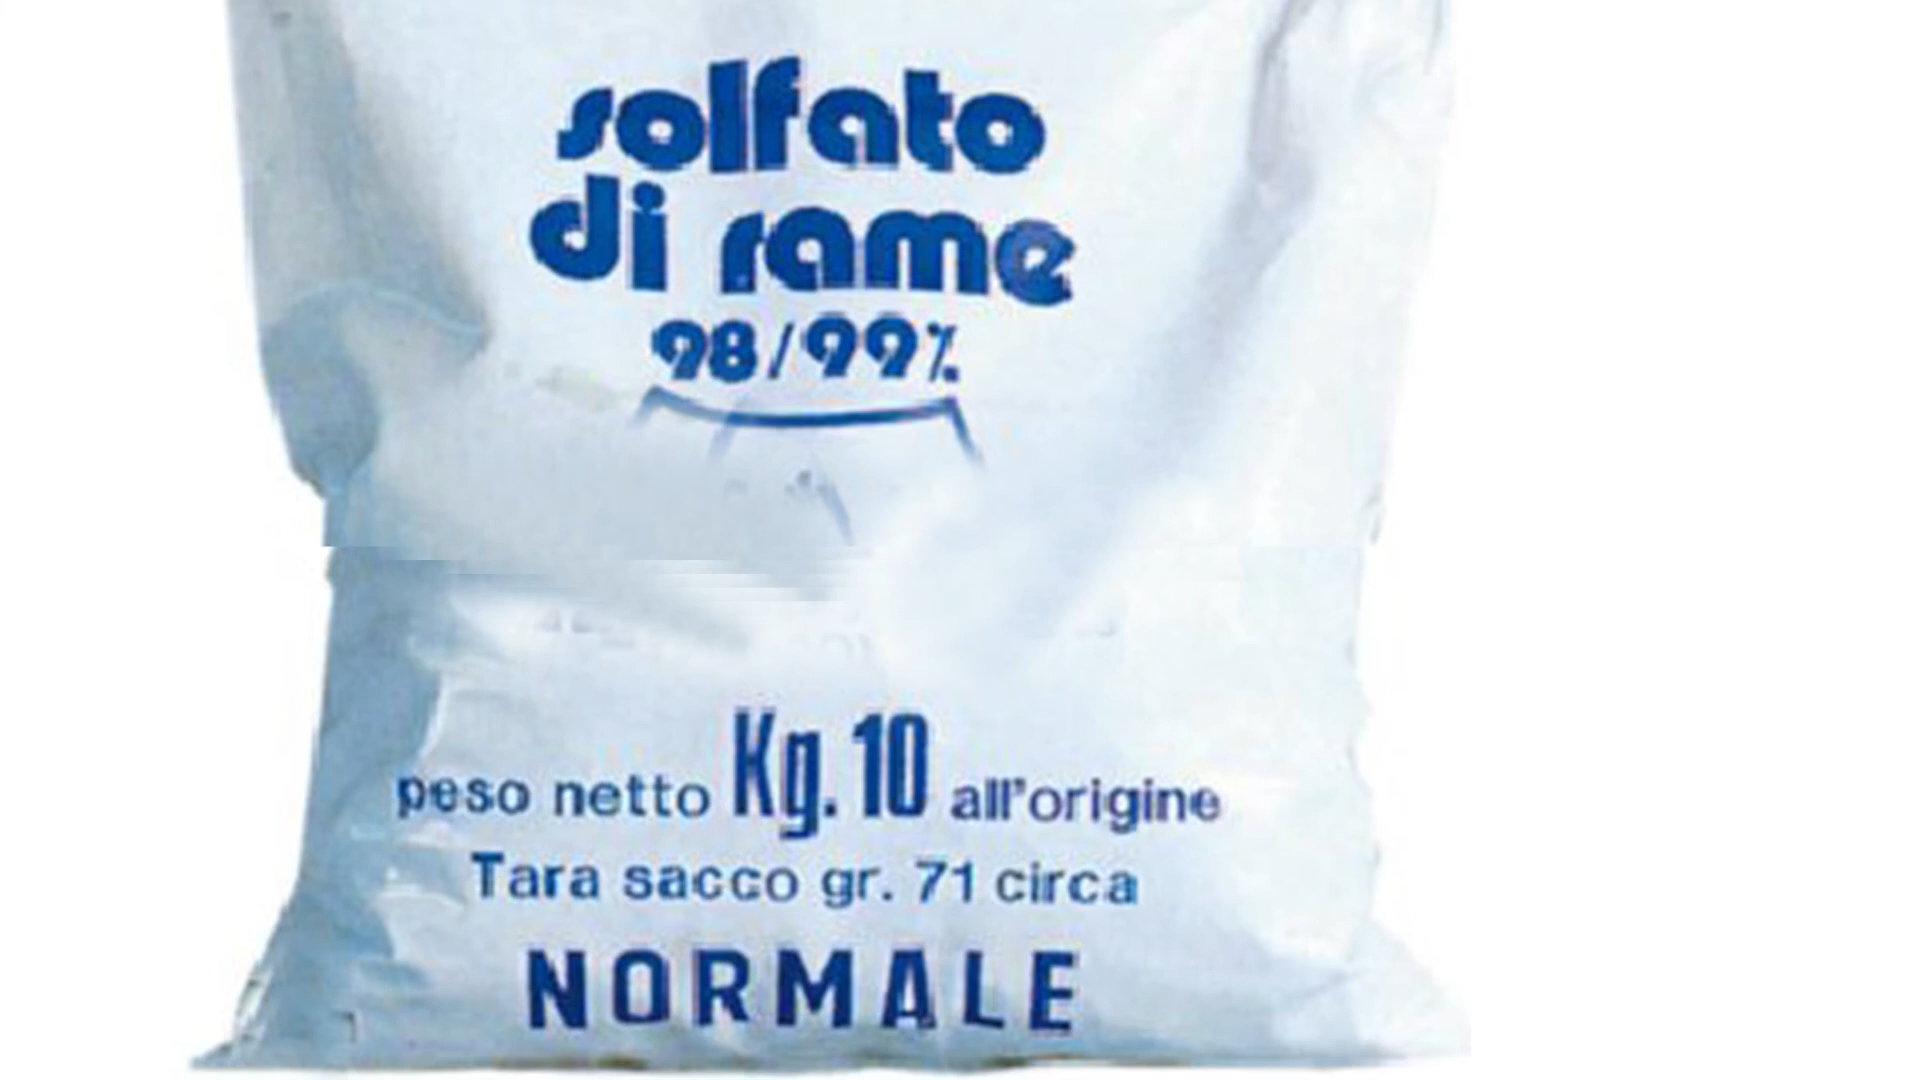 solfato
di rame
98/99%
peso netto Kg. 10 all'origine
Tara sacco gr. 71 circa
NORMALE